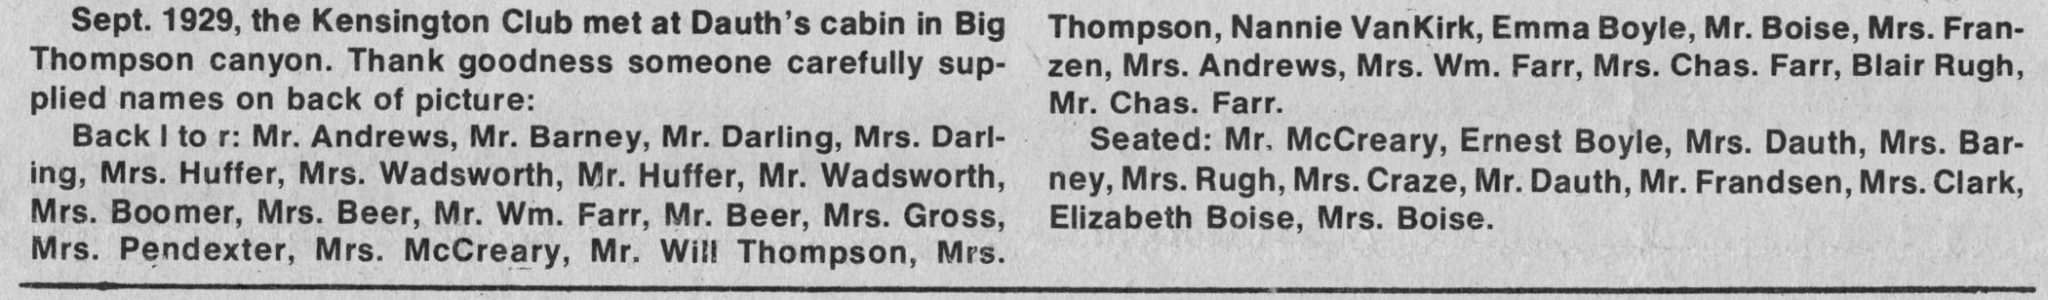 Sept. 1929, the Kensington Club met at Dauth's cabin in Big
Thompson canyon. Thank goodness someone carefully sup-
plied names on back of picture:
Back l to r: Mr. Andrews, Mr. Barney, Mr. Darling, Mrs. Darl-
ing, Mrs. Huffer, Mrs. Wadsworth, Mr. Huffer, Mr. Wadsworth,
Mrs. Boomer, Mrs. Beer, Mr. Wm. Farr, Mr. Beer, Mrs. Gross,
Mrs. Pendexter, Mrs. McCreary, Mr. Will Thompson, Mrs.
Thompson, Nannie VanKirk, Emma Boyle, Mr. Boise, Mrs. Fran-
zen, Mrs. Andrews, Mrs. Wm. Farr, Mrs. Chas. Farr, Blair Rugh,
Mr. Chas. Farr.
Seated: Mr. McCreary, Ernest Boyle, Mrs. Dauth, Mrs. Bar-
ney, Mrs. Rugh, Mrs. Craze, Mr. Dauth, Mr. Frandsen, Mrs. Clark,
Elizabeth Boise, Mrs. Boise.